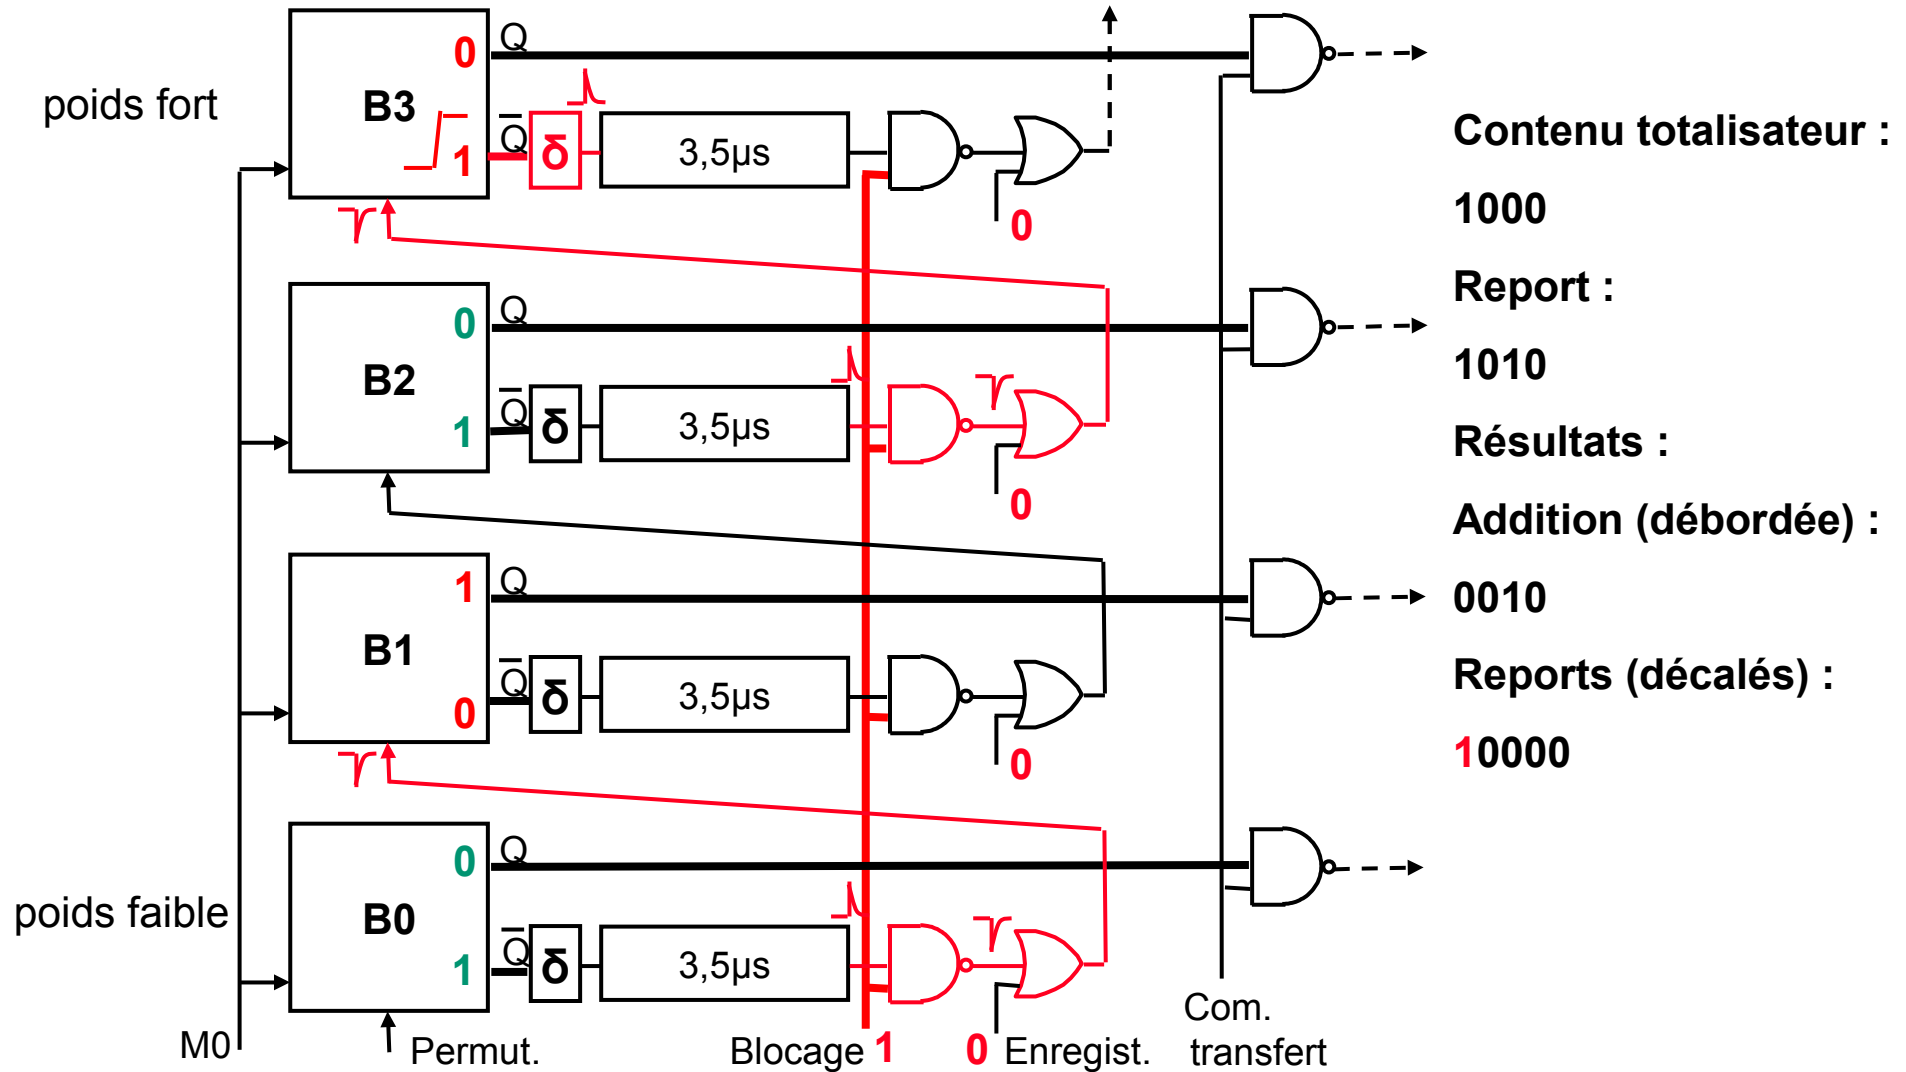 poids fort
B3
0
Q
1
Q
δ
3,5µs
0
B2
0
Q
1
Q
δ
3,5µs
0
B1
1
Q
0
Q
δ
3,5µs
0
poids faible
B0
0
Q
1
Q
δ
3,5µs
M0
Permut.
Blocage 1
0 Enregist.
Com.
transfert
Contenu totalisateur :
1000
Report :
1010
Résultats :
Addition (débordée) :
0010
Reports (décalés) :
10000